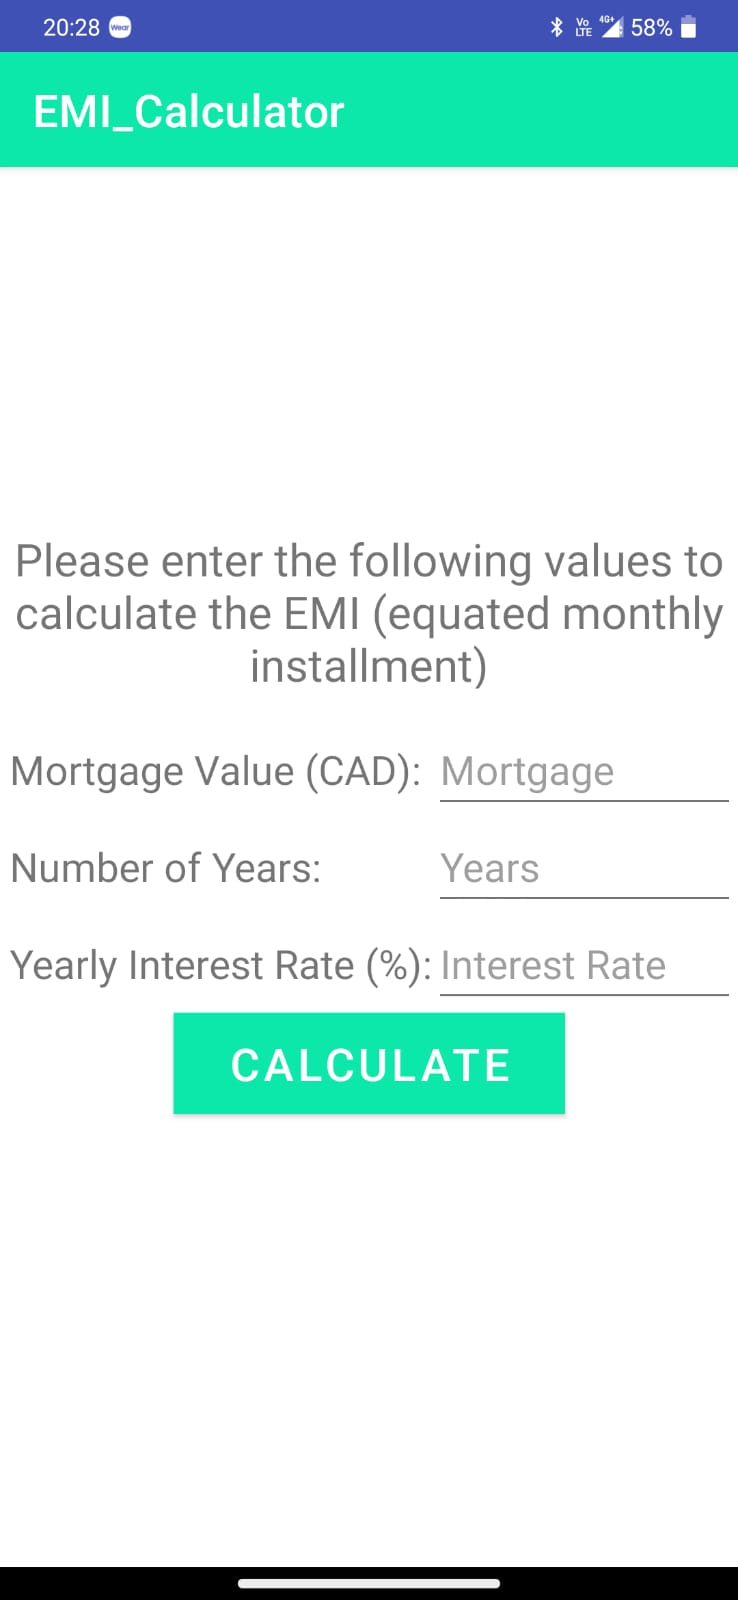 20:28 Wear Vo LTE 4G+ 58%
EMI_Calculator
Please enter the following values to
calculate the EMI (equated monthly
installment)
Mortgage Value (CAD): Mortgage
Number of Years: Years
Yearly Interest Rate (%): Interest Rate
CALCULATE